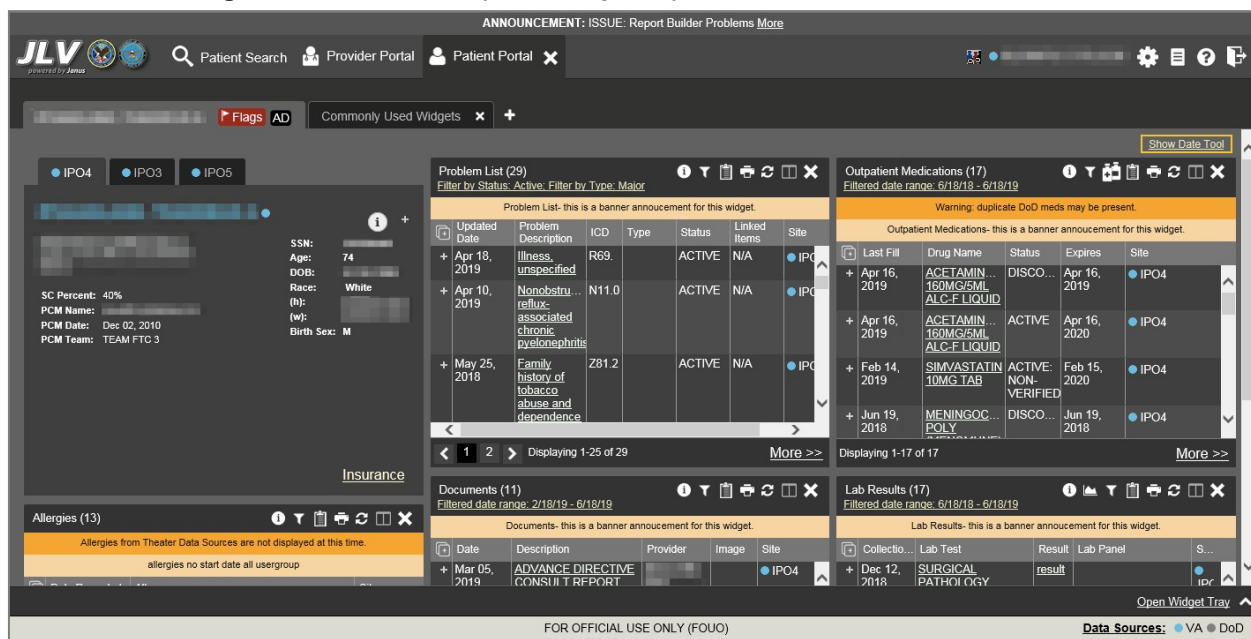 ANNOUNCEMENT: ISSUE: Report Builder Problems More
JLV
powered by Janus
Patient Search
Provider Portal
Patient Portal
Flags AD
Commonly Used Widgets
Show Date Tool
IPO4 IPO3 IPO5
SSN:
Age: 74
DOB:
Race: White
(h):
(w):
Birth Sex: M
SC Percent: 40%
PCM Name:
PCM Date: Dec 02, 2010
PCM Team: TEAM FTC 3
Insurance
Allergies (13)
Allergies from Theater Data Sources are not displayed at this time.
allergies no start date all usergroup
Problem List (29)
Filter by Status: Active; Filter by Type: Major
Problem List- this is a banner annoucement for this widget.
Updated Date Problem Description ICD Type Status Linked Items Site
+ Apr 18, 2019 Illness, unspecified R69. ACTIVE N/A IPO
+ Apr 10, 2019 Nonobstru... reflux-associated chronic pyelonephritis N11.0 ACTIVE N/A IPO
+ May 25, 2018 Family history of tobacco abuse and dependence Z81.2 ACTIVE N/A IPO
1 2 Displaying 1-25 of 29 More >>
Outpatient Medications (17)
Filtered date range: 6/18/18 - 6/18/19
Warning: duplicate DoD meds may be present.
Outpatient Medications- this is a banner annoucement for this widget.
Last Fill Drug Name Status Expires Site
+ Apr 16, 2019 ACETAMIN... 160MG/5ML ALC-F LIQUID DISCO... Apr 16, 2019 IPO4
+ Apr 16, 2019 ACETAMIN... 160MG/5ML ALC-F LIQUID ACTIVE Apr 16, 2020 IPO4
+ Feb 14, 2019 SIMVASTATIN 10MG TAB ACTIVE: NON-VERIFIED Feb 15, 2020 IPO4
+ Jun 19, 2018 MENINGOC... POLY DISCO... Jun 19, 2018 IPO4
Displaying 1-17 of 17 More >>
Documents (11)
Filtered date range: 2/18/19 - 6/18/19
Documents- this is a banner annoucement for this widget.
Date Description Provider Image Site
+ Mar 05, 2019 ADVANCE DIRECTIVE CONSULT REPORT IPO4
Lab Results (17)
Filtered date range: 6/18/18 - 6/18/19
Lab Results- this is a banner annoucement for this widget.
Collectio... Lab Test Result Lab Panel S...
+ Dec 12, 2018 SURGICAL PATHOLOGY result
Open Widget Tray
FOR OFFICIAL USE ONLY (FOUO)
Data Sources: VA DoD